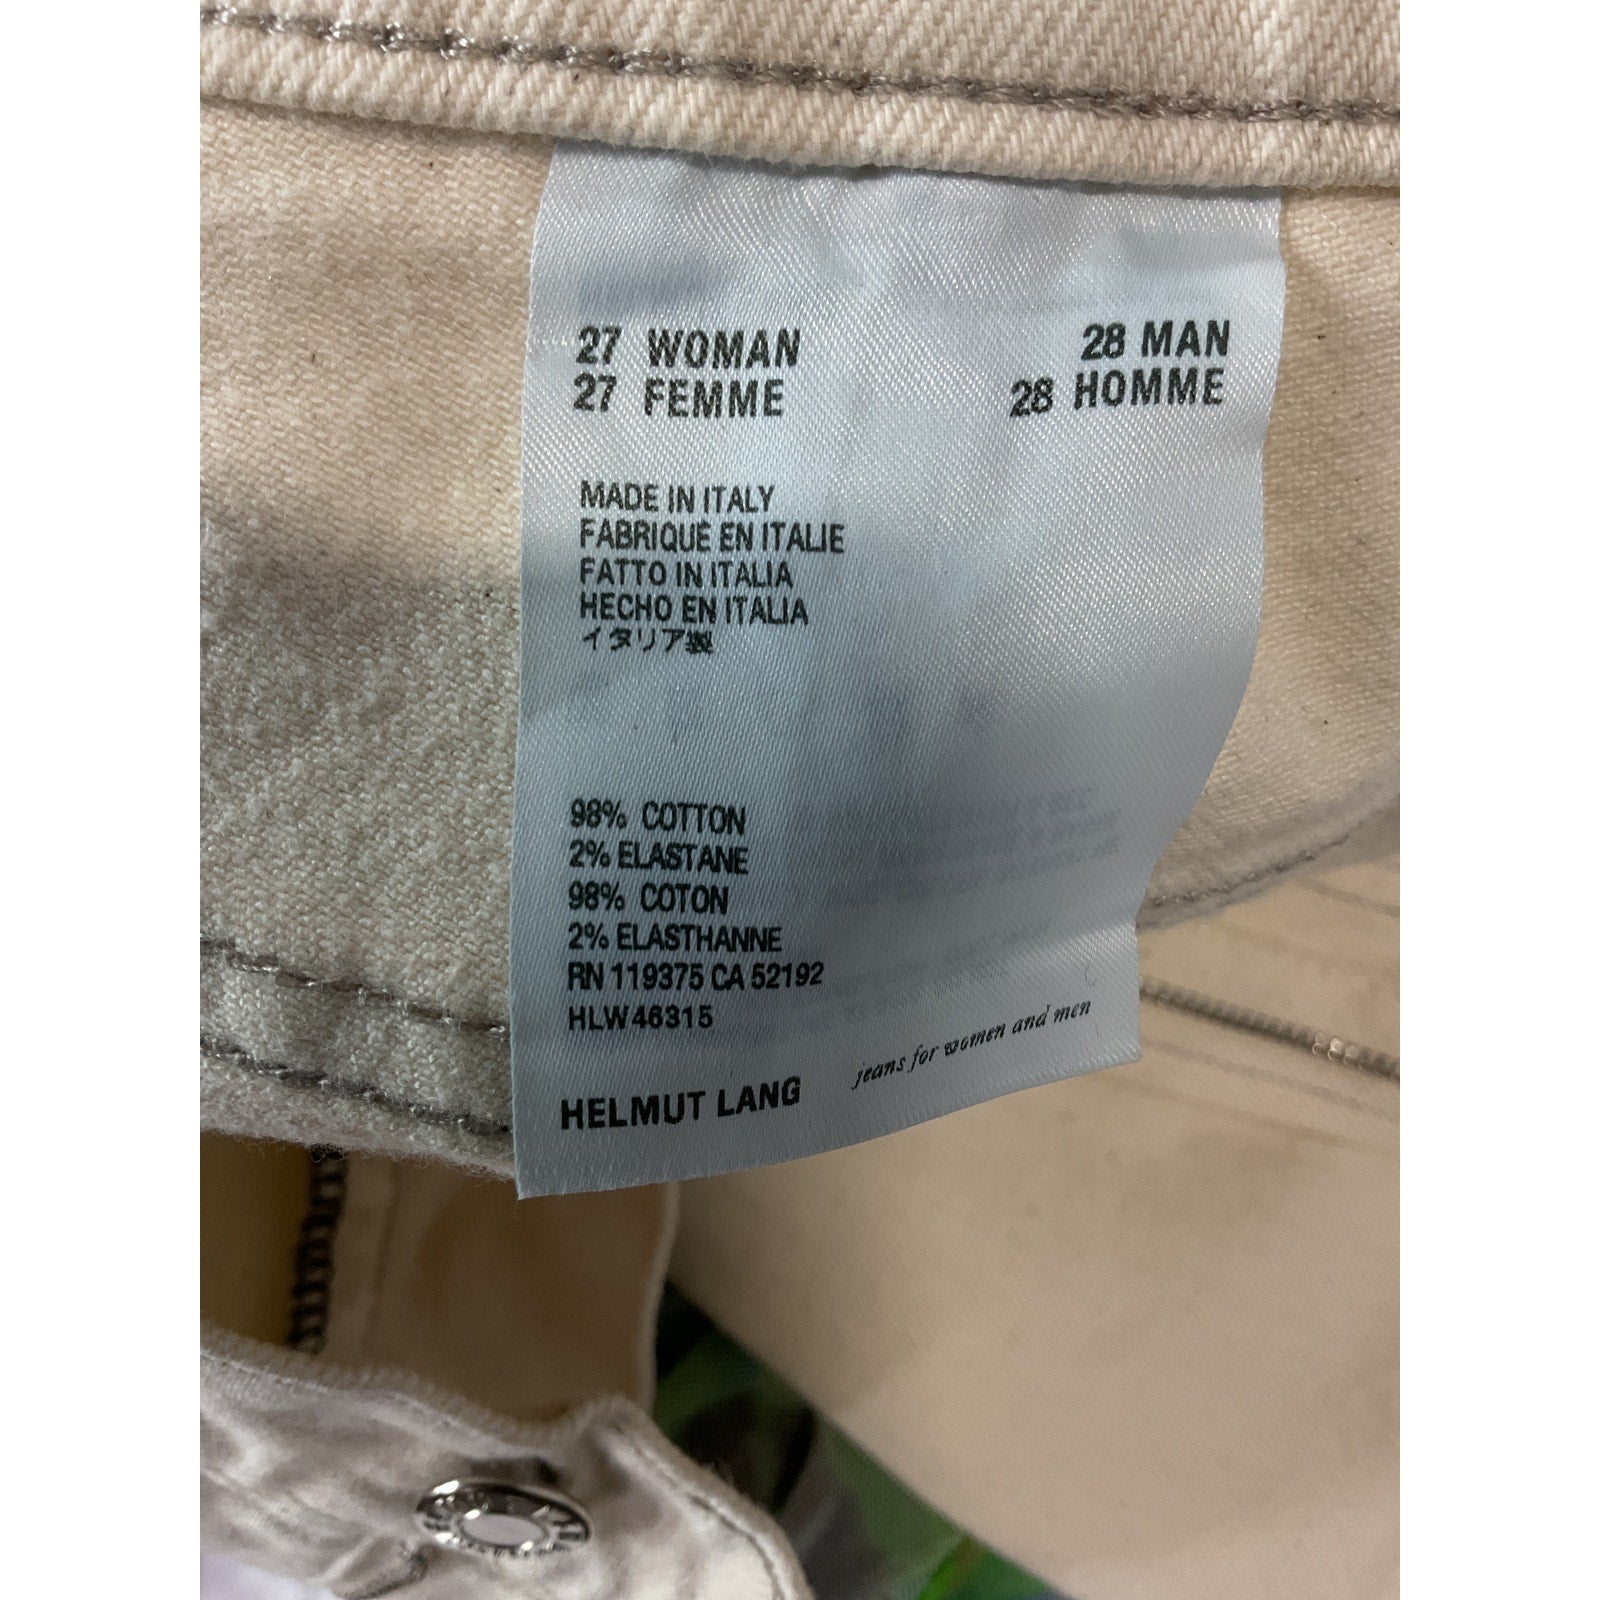 27 WOMAN 28 MAN
27 FEMME 28 HOMME
MADE IN ITALY
FABRIQUÉ EN ITALIE
FATTO IN ITALIA
HECHO EN ITALIA
イタリア製
98% COTTON
2% ELASTANE
98% COTON
2% ELASTHANNE
RN 119375 CA 52192
HLW46315
HELMUT LANG jeans for women and men